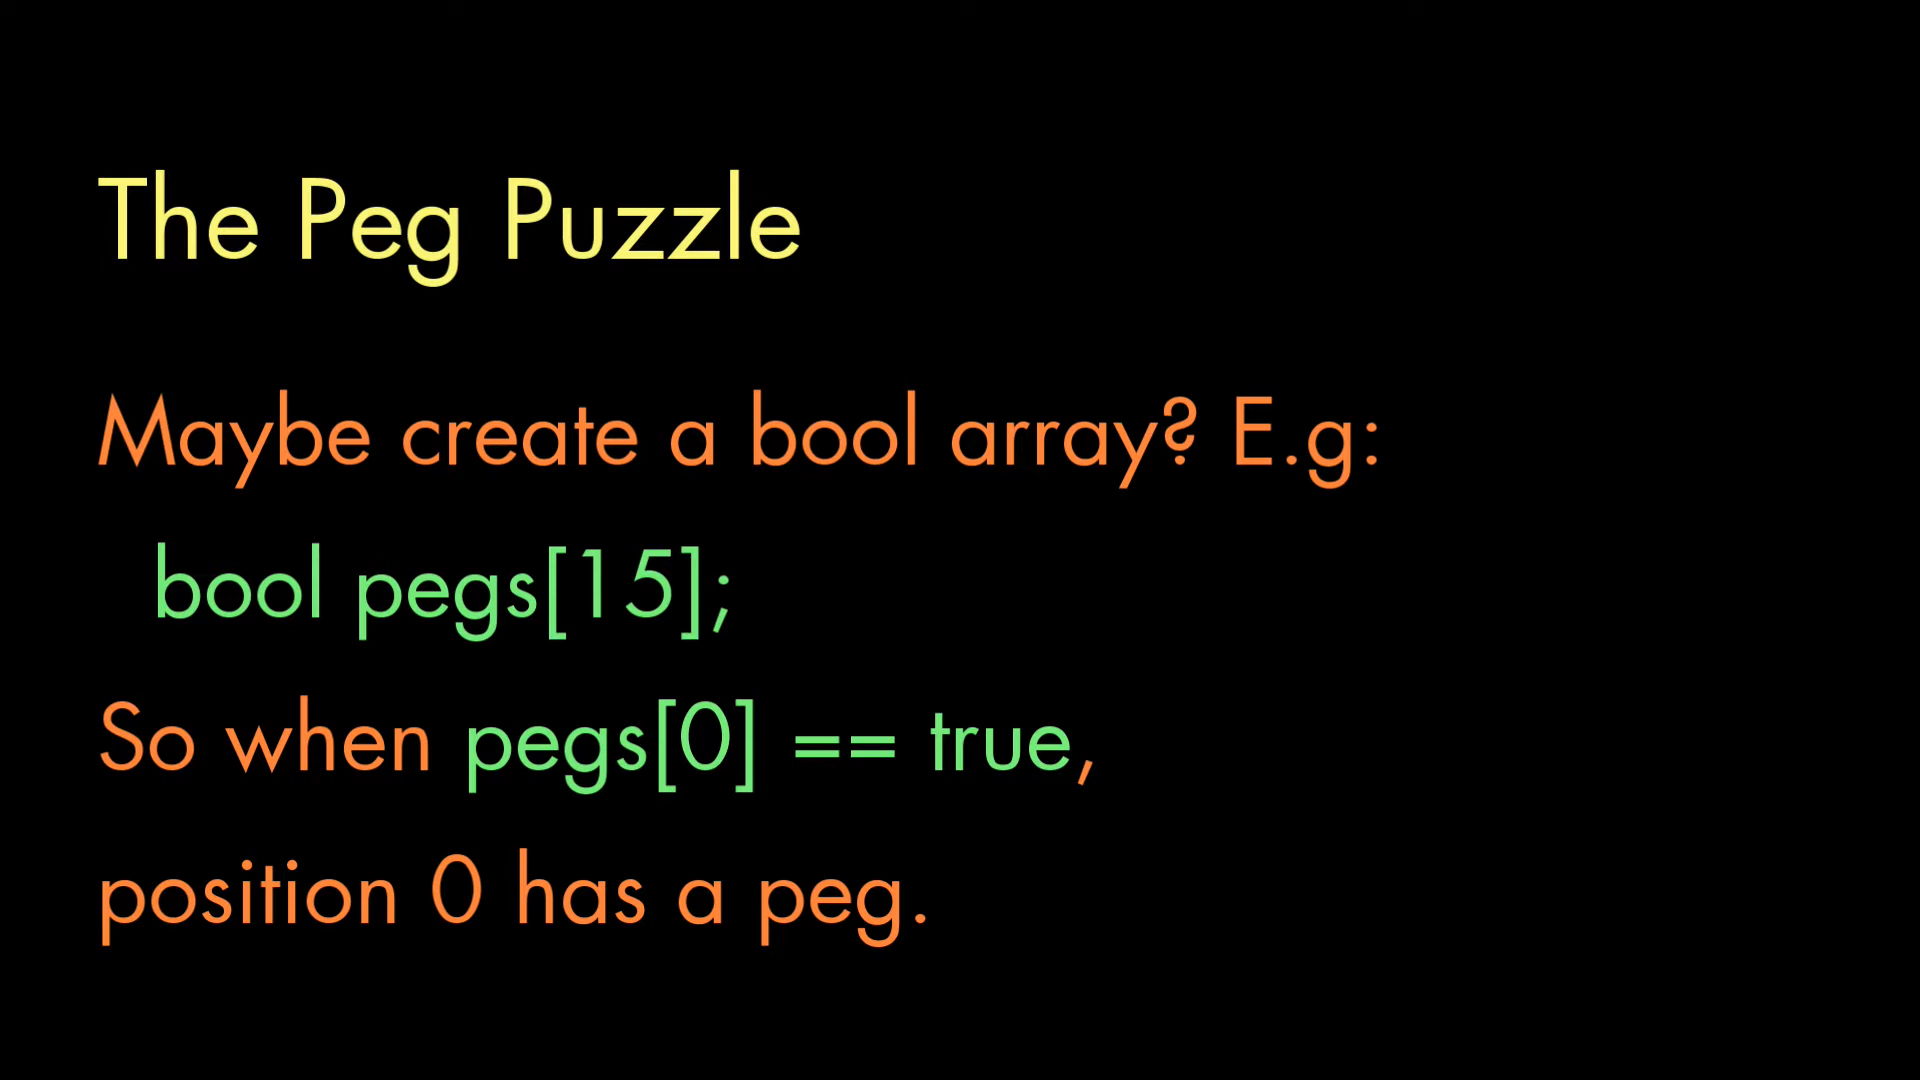 The Peg Puzzle
Maybe create a bool array? E.g:
bool pegs[15];
So when pegs[0] == true,
position 0 has a peg.